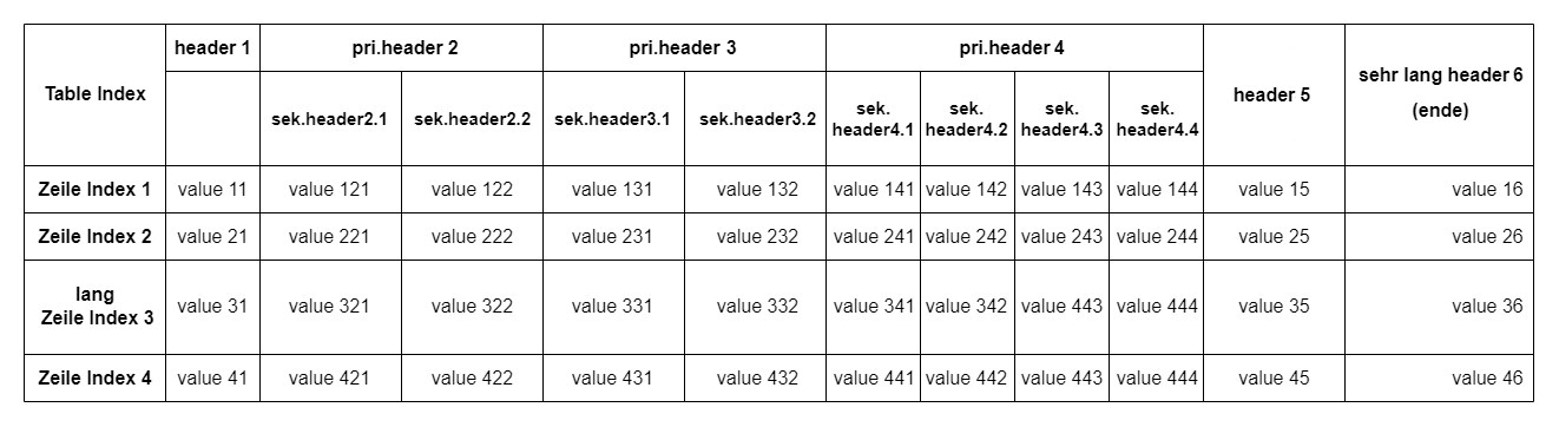 header 1 pri.header 2 pri.header 3 pri.header 4
Table Index header 5 sehr lang header 6
(ende)
sek.header2.1 sek.header2.2 sek.header3.1 sek.header3.2 sek. sek. sek. sek.
header4.1 header4.2 header4.3 header4.4
Zeile Index 1 value 11 value 121 value 122 value 131 value 132 value 141 value 142 value 143 value 144 value 15 value 16
Zeile Index 2 value 21 value 221 value 222 value 231 value 232 value 241 value 242 value 243 value 244 value 25 value 26
lang
Zeile Index 3 value 31 value 321 value 322 value 331 value 332 value 341 value 342 value 443 value 444 value 35 value 36
Zeile Index 4 value 41 value 421 value 422 value 431 value 432 value 441 value 442 value 443 value 444 value 45 value 46